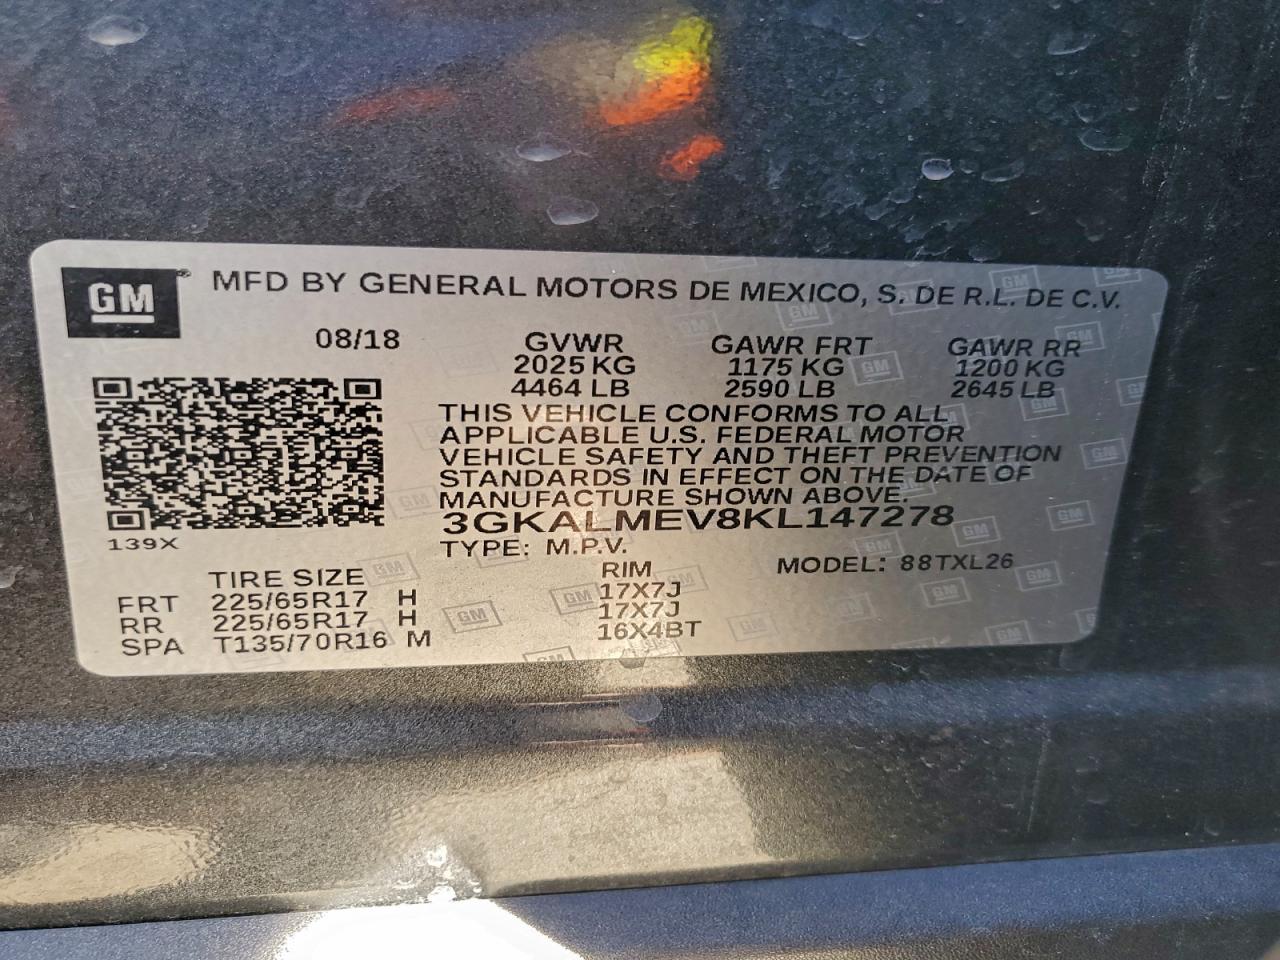 GM® MFD BY GENERAL MOTORS DE MEXICO, S. DE R.L. DE C.V.
08/18 GVWR GAWR FRT GAWR RR
2025 KG 1175 KG 1200 KG
4464 LB 2590 LB 2645 LB
THIS VEHICLE CONFORMS TO ALL
APPLICABLE U.S. FEDERAL MOTOR
VEHICLE SAFETY AND THEFT PREVENTION
STANDARDS IN EFFECT ON THE DATE OF
MANUFACTURE SHOWN ABOVE.
3GKALMEV8KL147278
139X TYPE: M.P.V. MODEL: 88TXL26
TIRE SIZE RIM
FRT 225/65R17 H 17X7J
RR 225/65R17 H 17X7J
SPA T135/70R16 M 16X4BT